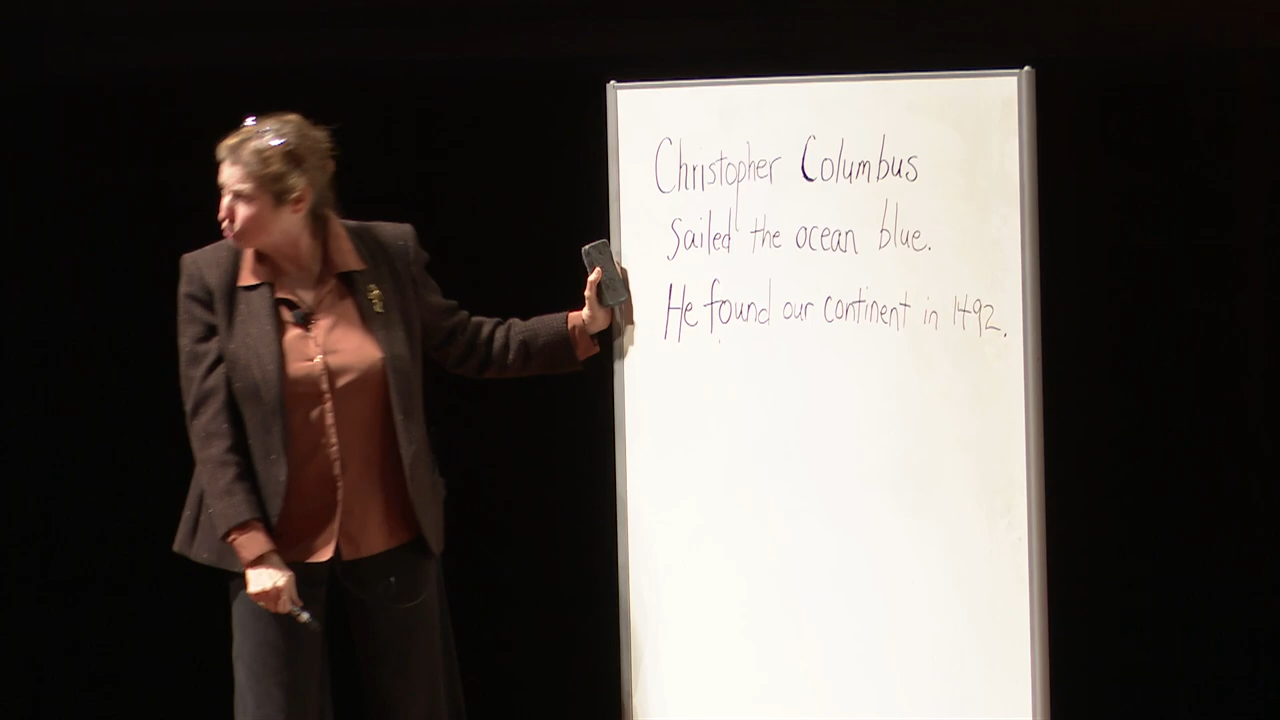 Christopher Columbus
sailed the ocean blue.
He found our continent in 1492.